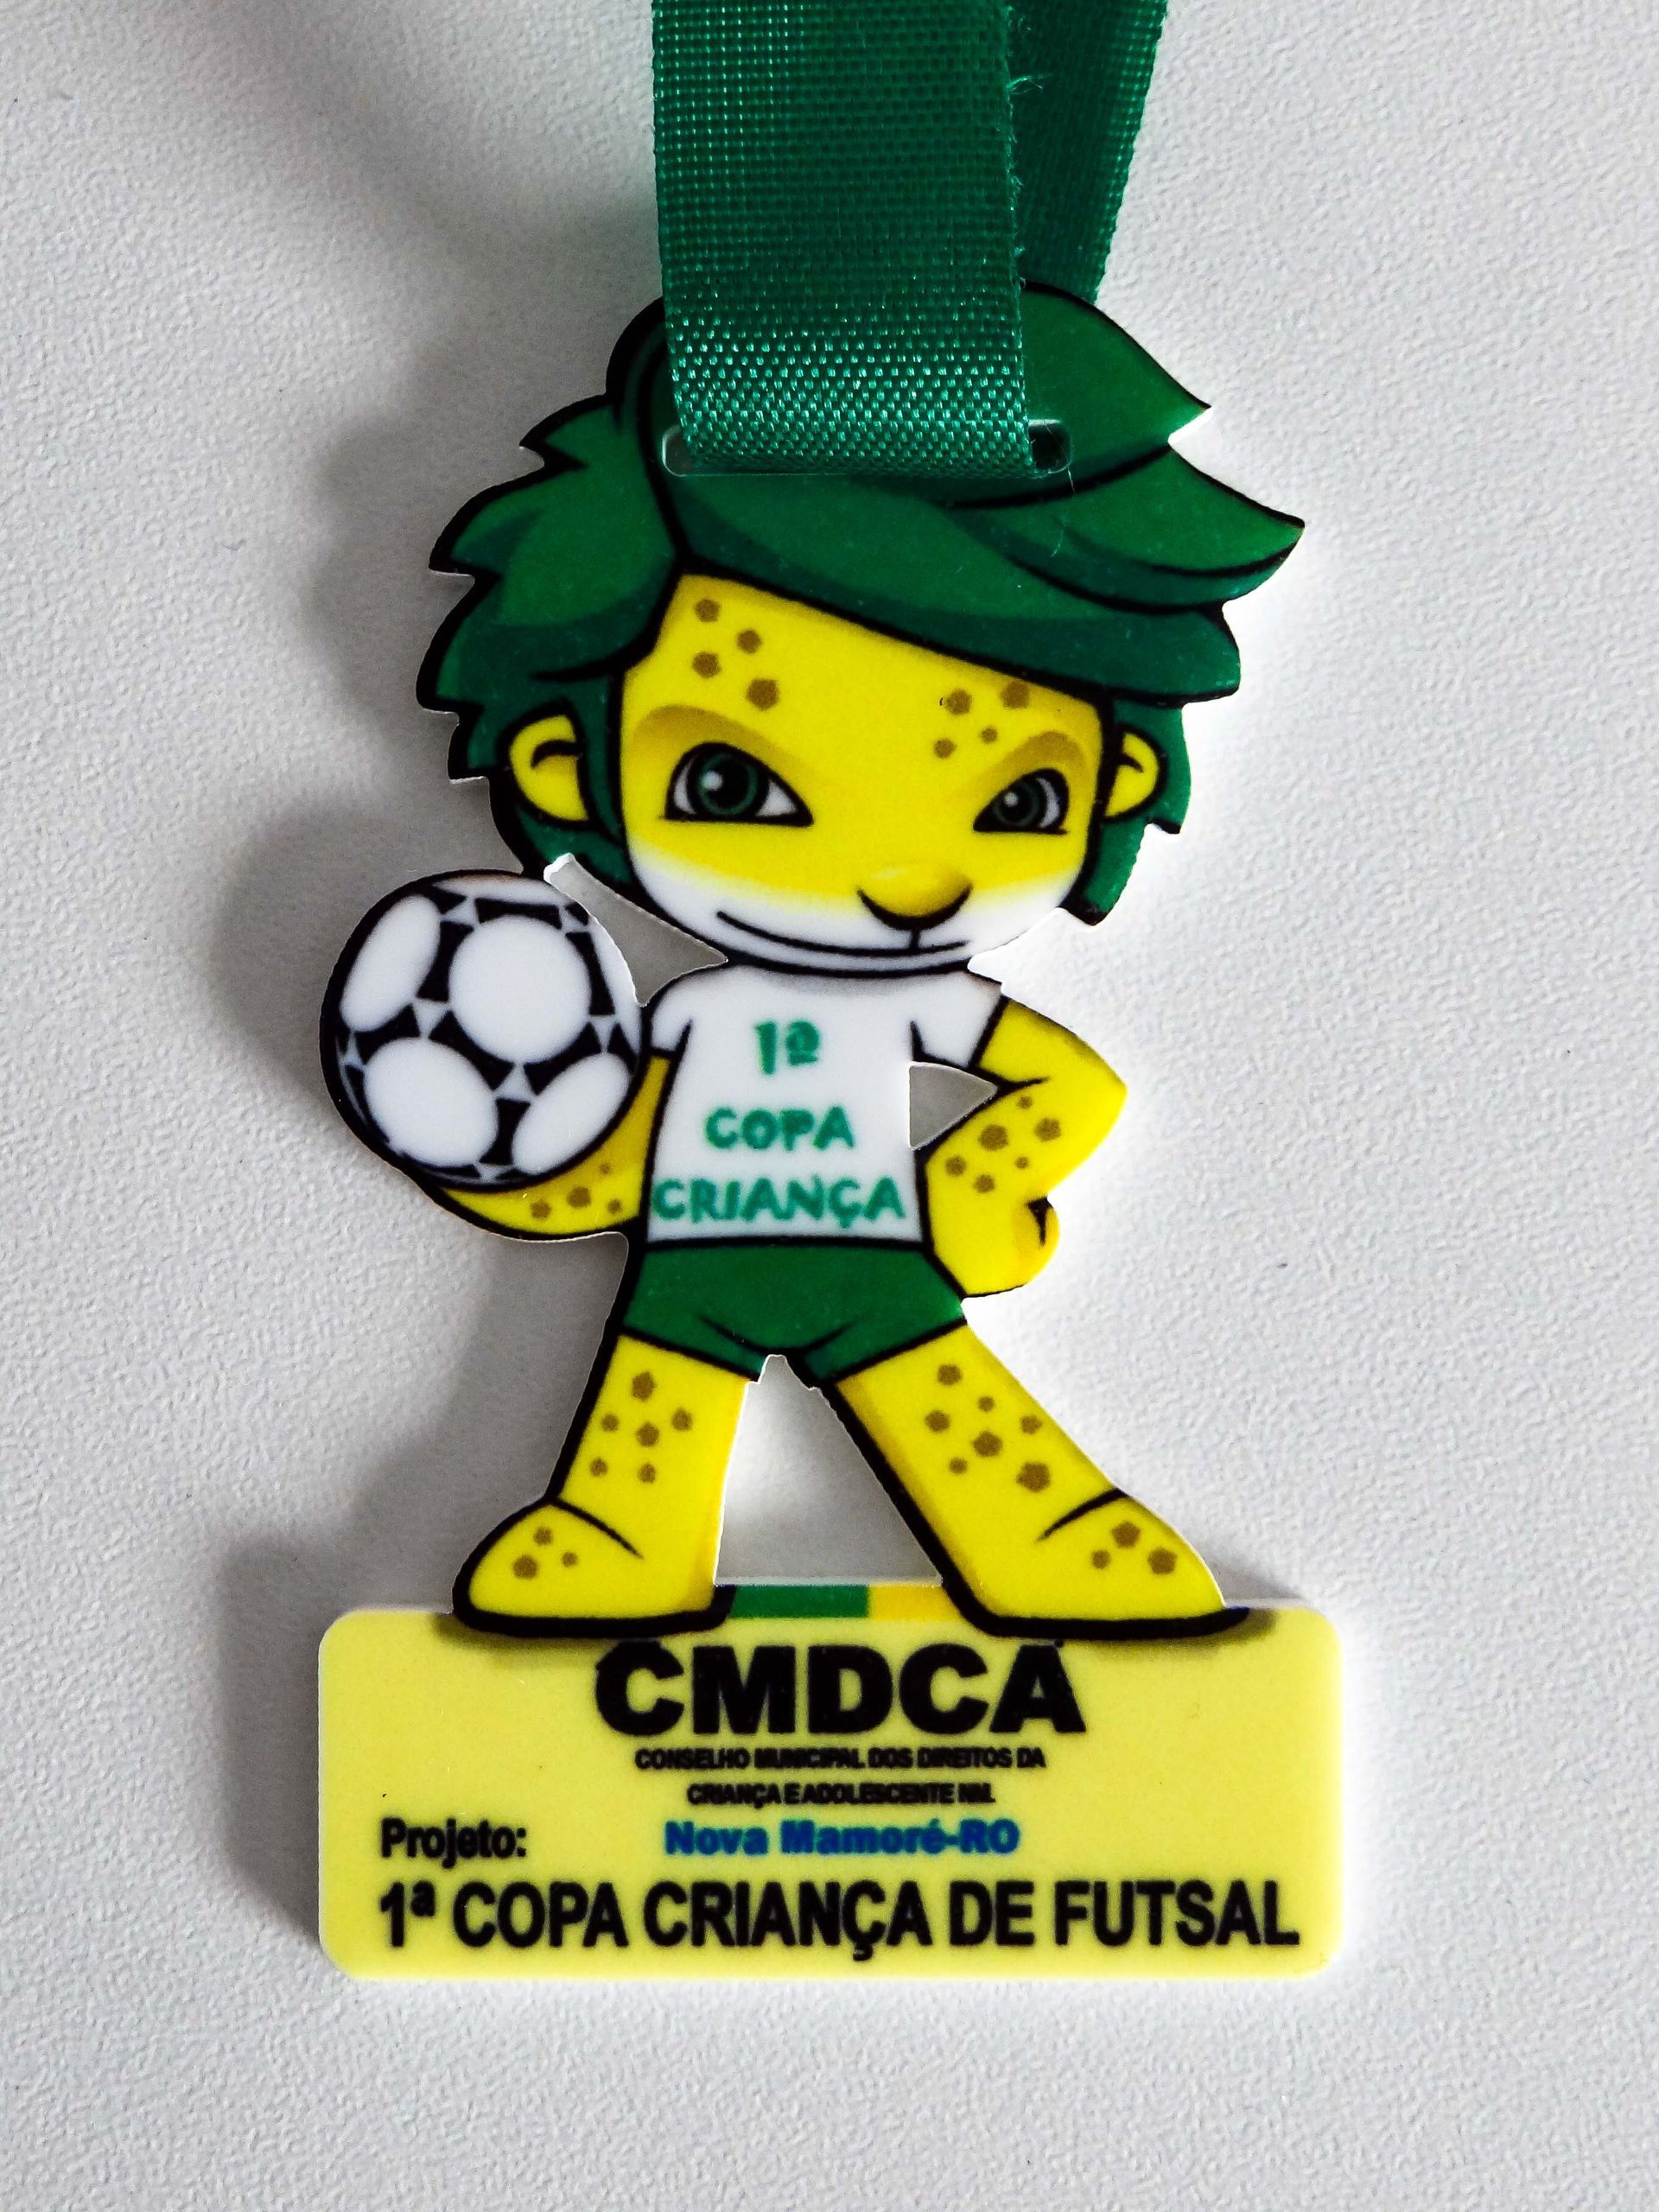 1ª
COPA
CRIANÇA
CMDCA
CONSELHO MUNICIPAL DOS DIREITOS DA
CRIANÇA E ADOLESCENTE NM.
Projeto: Nova Mamoré-RO
1ª COPA CRIANÇA DE FUTSAL